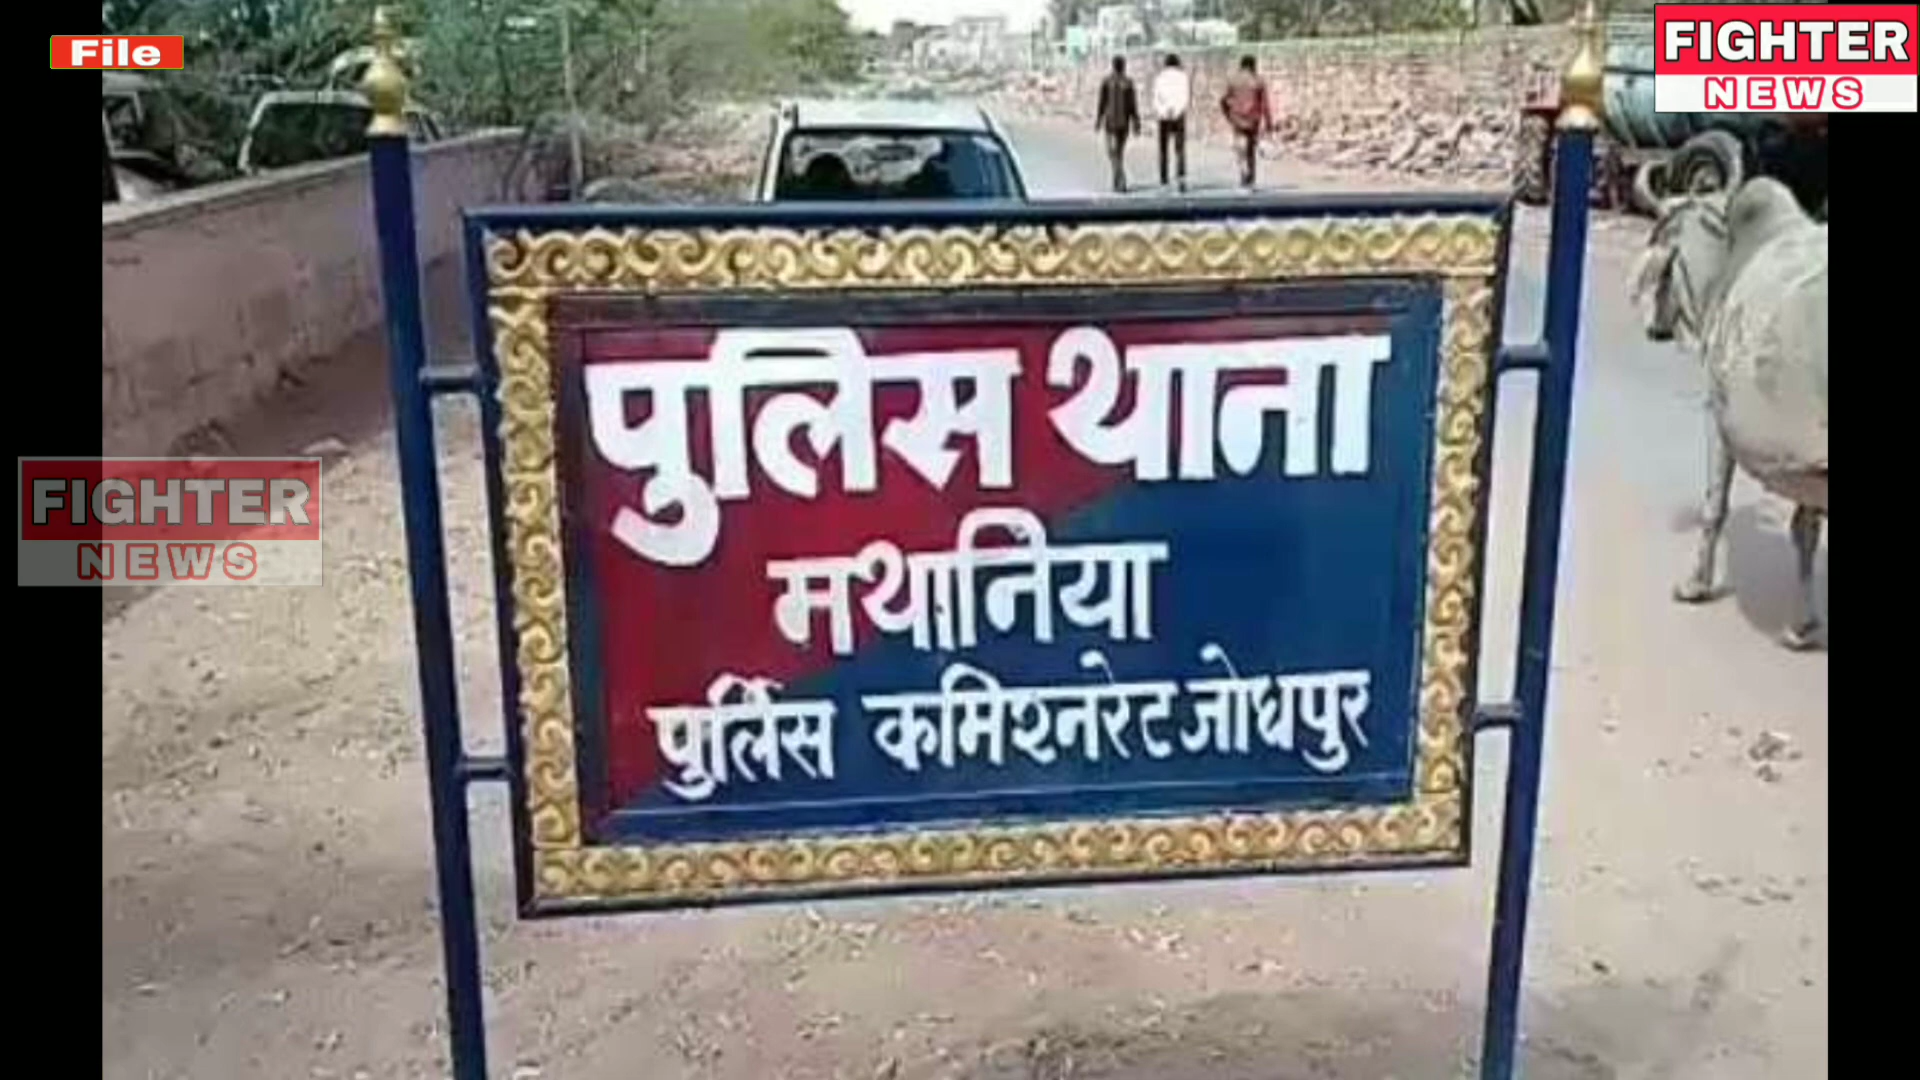 File
FIGHTER
NEWS
पुलिस थाना
मथानिया
पुर्लिस कमिश्नरेट जोधपुर
FIGHTER
NEWS